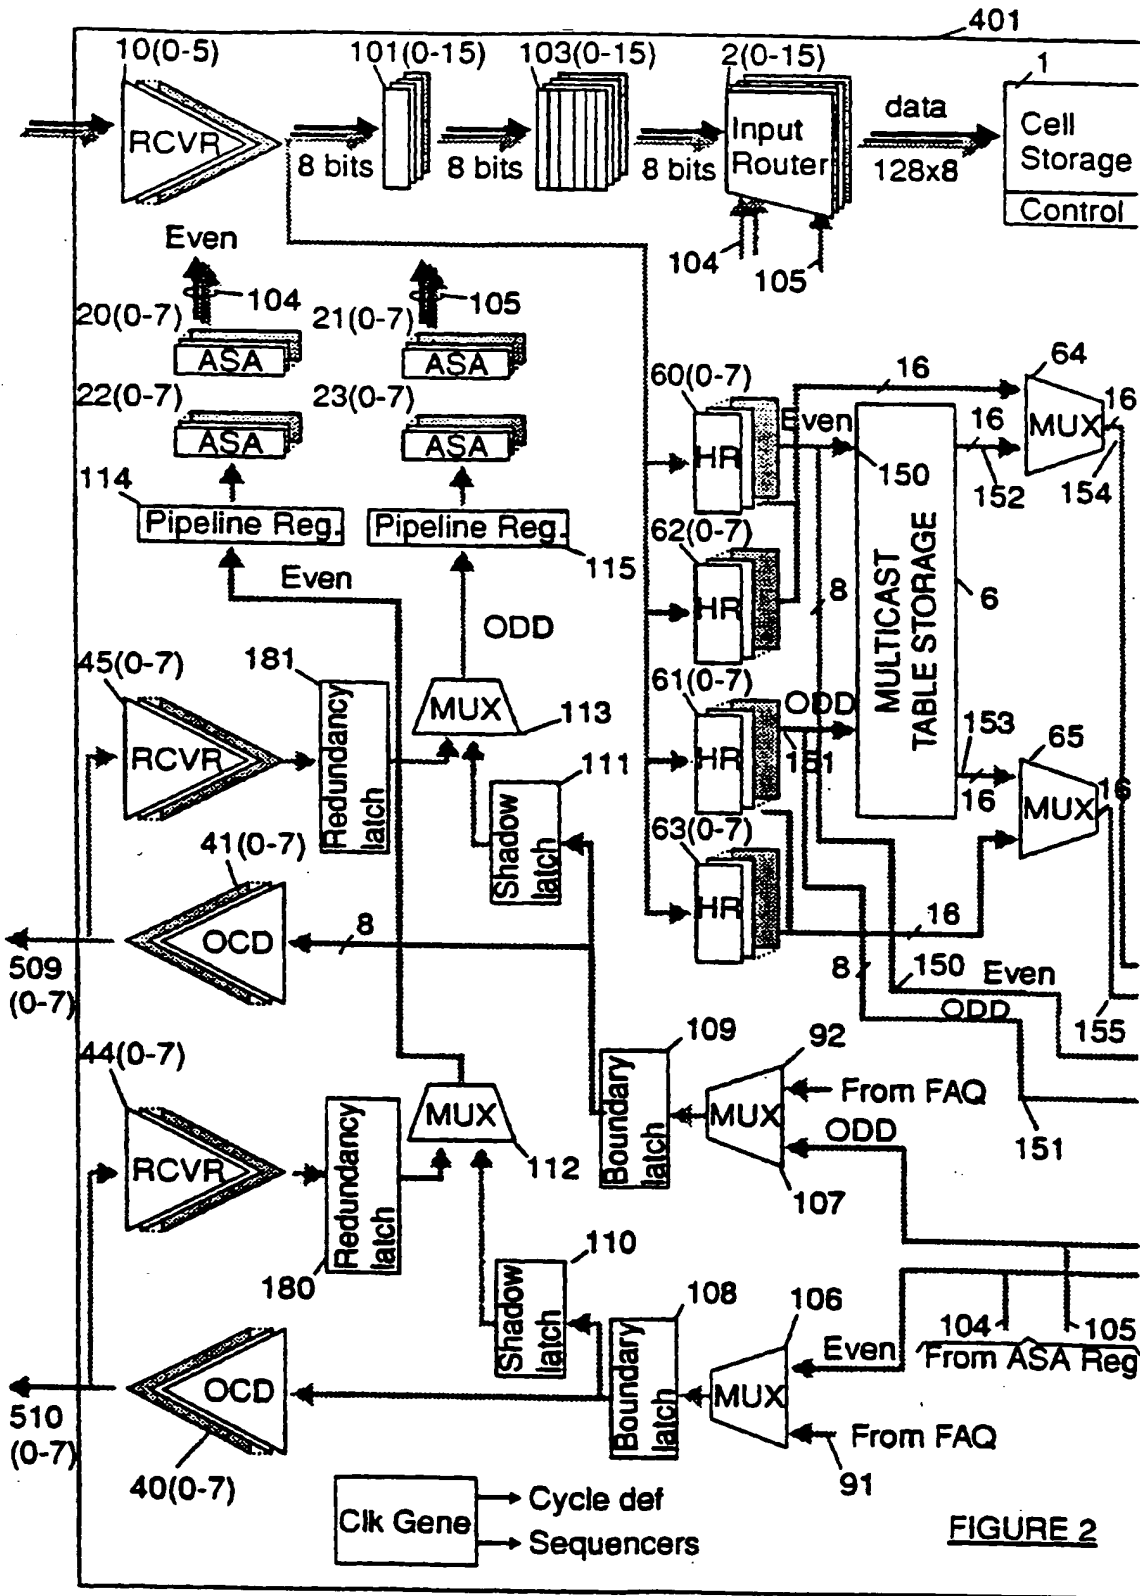 401
10(0-5)
101(0-15)
103(0-15)
2(0-15)
1
RCVR
8 bits
8 bits
8 bits
Input
Router
data
128x8
Cell
Storage
Control
104
105
Even
104
105
20(0-7)
ASA
21(0-7)
ASA
22(0-7)
ASA
23(0-7)
ASA
114
Pipeline Reg.
Pipeline Reg.
115
Even
ODD
60(0-7)
HR
Even
150
16
64
MUX
16
16
152
154
62(0-7)
HR
8
MULTICAST
TABLE STORAGE
6
61(0-7)
HR
ODD
151
153
16
65
MUX
16
63(0-7)
HR
16
8
150
Even
ODD
155
151
45(0-7)
RCVR
181
Redundancy
latch
MUX
113
111
Shadow
latch
41(0-7)
OCD
8
509
(0-7)
44(0-7)
RCVR
Redundancy
latch
180
MUX
112
109
Boundary
latch
92
MUX
From FAQ
ODD
107
110
Shadow
latch
108
Boundary
latch
106
MUX
Even
104
105
From ASA Reg
From FAQ
91
OCD
510
(0-7)
40(0-7)
Clk Gene
Cycle def
Sequencers
FIGURE 2